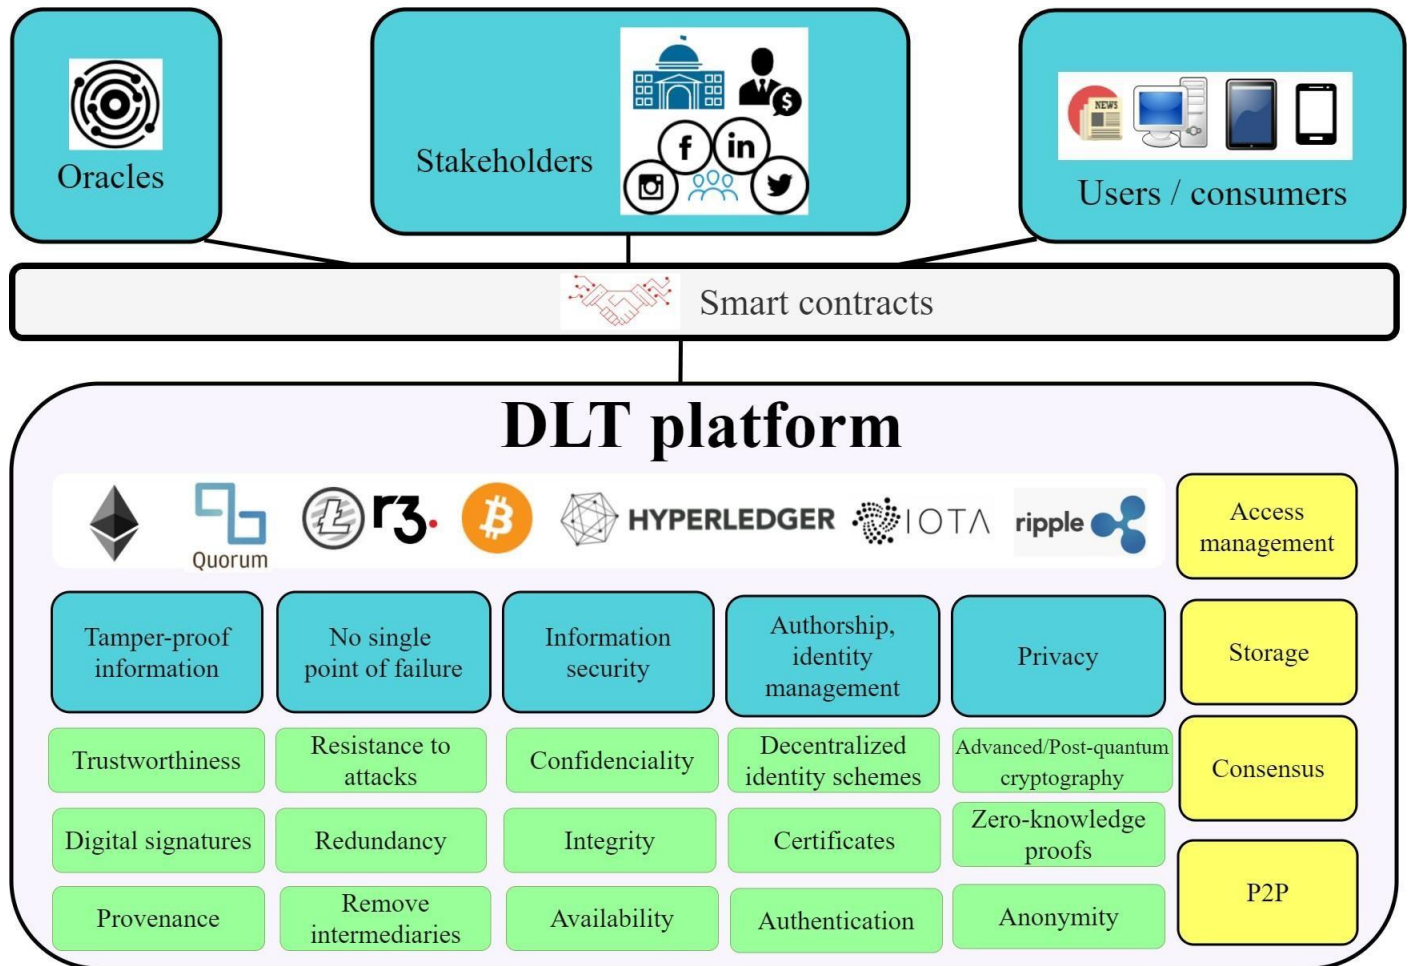 Oracles
Stakeholders
f
in
$
NEWS
Users / consumers
Smart contracts
DLT platform
Quorum
Ł
r3.
₿
HYPERLEDGER
IOTA
ripple
Access
management
Tamper-proof
information
No single
point of failure
Information
security
Authorship,
identity
management
Privacy
Storage
Trustworthiness
Resistance to
attacks
Confidenciality
Decentralized
identity schemes
Advanced/Post-quantum
cryptography
Consensus
Digital signatures
Redundancy
Integrity
Certificates
Zero-knowledge
proofs
P2P
Provenance
Remove
intermediaries
Availability
Authentication
Anonymity